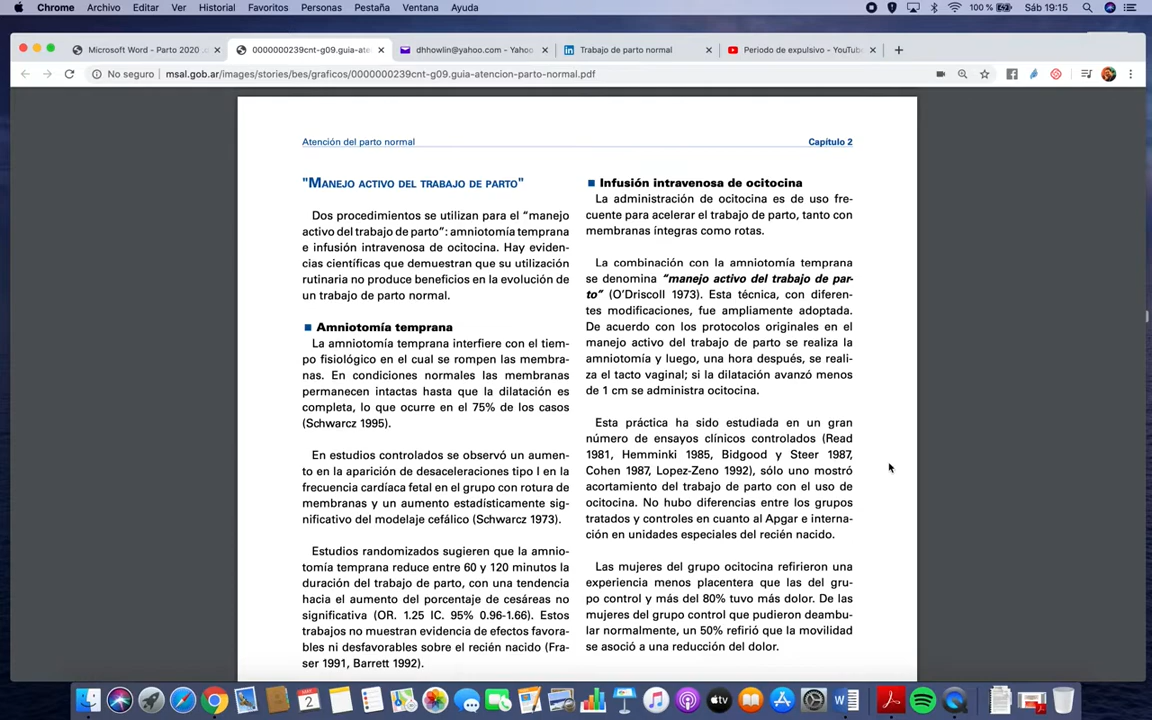 Chrome Archivo Editar Ver Historial Favoritos Personas Pestaña Ventana Ayuda 100 % Sáb 19:15
Microsoft Word - Parto 2020 × 0000000239cnt-g09.guia-ate × dhhowlin@yahoo.com - Yahoo × Trabajo de parto normal × Periodo de expulsivo - YouTube × +
No seguro | msal.gob.ar/images/stories/bes/graficos/0000000239cnt-g09.guia-atencion-parto-normal.pdf
Atención del parto normal Capítulo 2
"MANEJO ACTIVO DEL TRABAJO DE PARTO"
Dos procedimientos se utilizan para el “manejo
activo del trabajo de parto”: amniotomía temprana
e infusión intravenosa de ocitocina. Hay eviden-
cias científicas que demuestran que su utilización
rutinaria no produce beneficios en la evolución de
un trabajo de parto normal.
Amniotomía temprana
La amniotomía temprana interfiere con el tiem-
po fisiológico en el cual se rompen las membra-
nas. En condiciones normales las membranas
permanecen intactas hasta que la dilatación es
completa, lo que ocurre en el 75% de los casos
(Schwarcz 1995).
En estudios controlados se observó un aumen-
to en la aparición de desaceleraciones tipo I en la
frecuencia cardíaca fetal en el grupo con rotura de
membranas y un aumento estadísticamente sig-
nificativo del modelaje cefálico (Schwarcz 1973).
Estudios randomizados sugieren que la amnio-
tomía temprana reduce entre 60 y 120 minutos la
duración del trabajo de parto, con una tendencia
hacia el aumento del porcentaje de cesáreas no
significativa (OR. 1.25 IC. 95% 0.96-1.66). Estos
trabajos no muestran evidencia de efectos favora-
bles ni desfavorables sobre el recién nacido (Fra-
ser 1991, Barrett 1992).
Infusión intravenosa de ocitocina
La administración de ocitocina es de uso fre-
cuente para acelerar el trabajo de parto, tanto con
membranas íntegras como rotas.
La combinación con la amniotomía temprana
se denomina “manejo activo del trabajo de par-
to” (O’Driscoll 1973). Esta técnica, con diferen-
tes modificaciones, fue ampliamente adoptada.
De acuerdo con los protocolos originales en el
manejo activo del trabajo de parto se realiza la
amniotomía y luego, una hora después, se reali-
za el tacto vaginal; si la dilatación avanzó menos
de 1 cm se administra ocitocina.
Esta práctica ha sido estudiada en un gran
número de ensayos clínicos controlados (Read
1981, Hemminki 1985, Bidgood y Steer 1987,
Cohen 1987, Lopez-Zeno 1992), sólo uno mostró
acortamiento del trabajo de parto con el uso de
ocitocina. No hubo diferencias entre los grupos
tratados y controles en cuanto al Apgar e interna-
ción en unidades especiales del recién nacido.
Las mujeres del grupo ocitocina refirieron una
experiencia menos placentera que las del gru-
po control y más del 80% tuvo más dolor. De las
mujeres del grupo control que pudieron deambu-
lar normalmente, un 50% refirió que la movilidad
se asoció a una reducción del dolor.